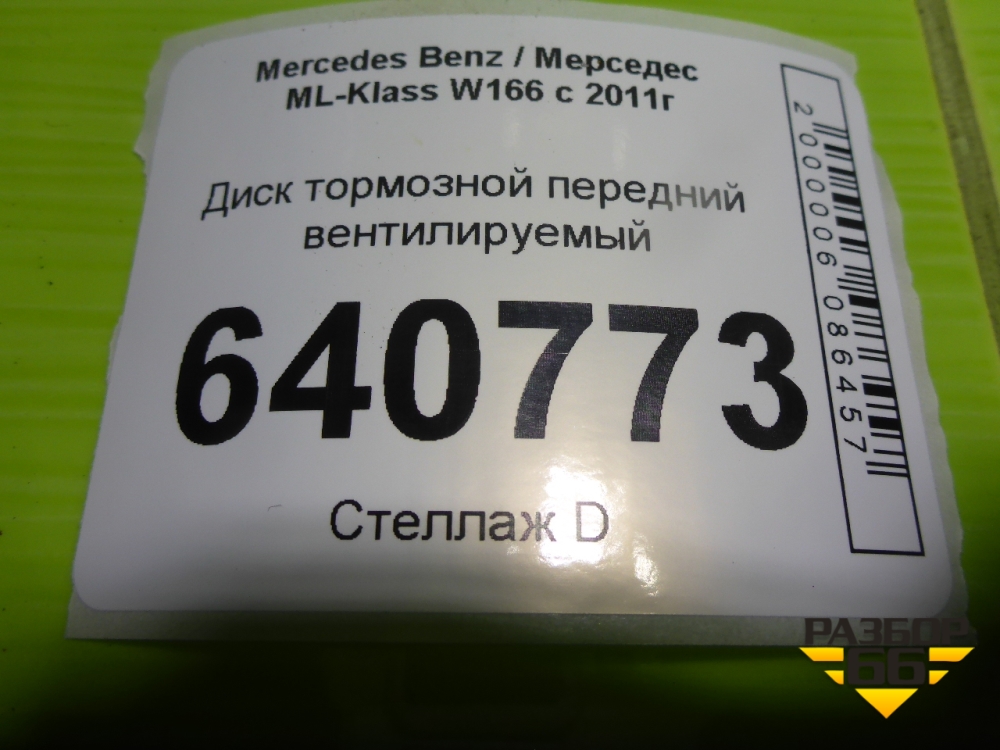 Mercedes Benz / Мерседес
ML-Klass W166 с 2011г
Диск тормозной передний
вентилируемый
640773
Стеллаж D
2000006086457
РАЗБОР
66